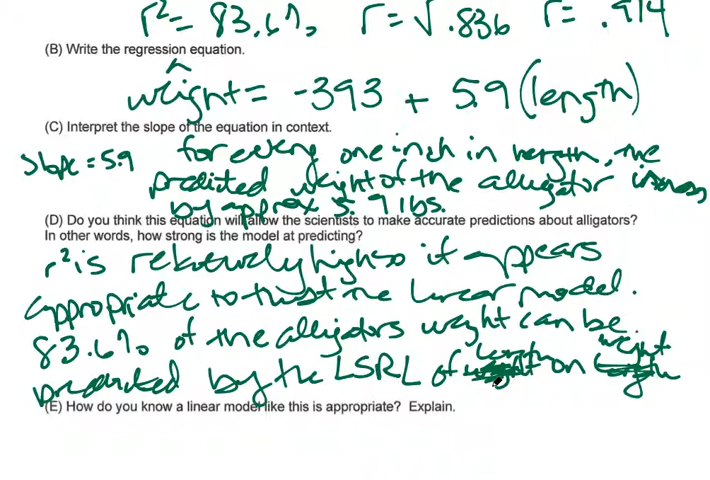 r² = 83.6% r = √.836 r = .914
(B) Write the regression equation.
weight = -393 + 5.9 (length)
(C) Interpret the slope of the equation in context.
slope = 5.9 for every one inch in length, the
predicted weight of the alligator increases
by approx 5.9 lbs.
(D) Do you think this equation will allow the scientists to make accurate predictions about alligators?
In other words, how strong is the model at predicting?
r² is relatively high so it appears
appropriate to trust the linear model.
83.6% of the alligators weight can be
predicted by the LSRL of length on weight
(E) How do you know a linear model like this is appropriate? Explain.